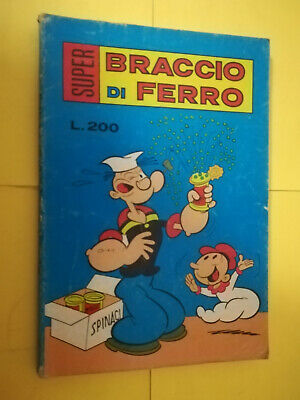 SUPER
BRACCIO
DI FERRO
L. 200
SPINACI